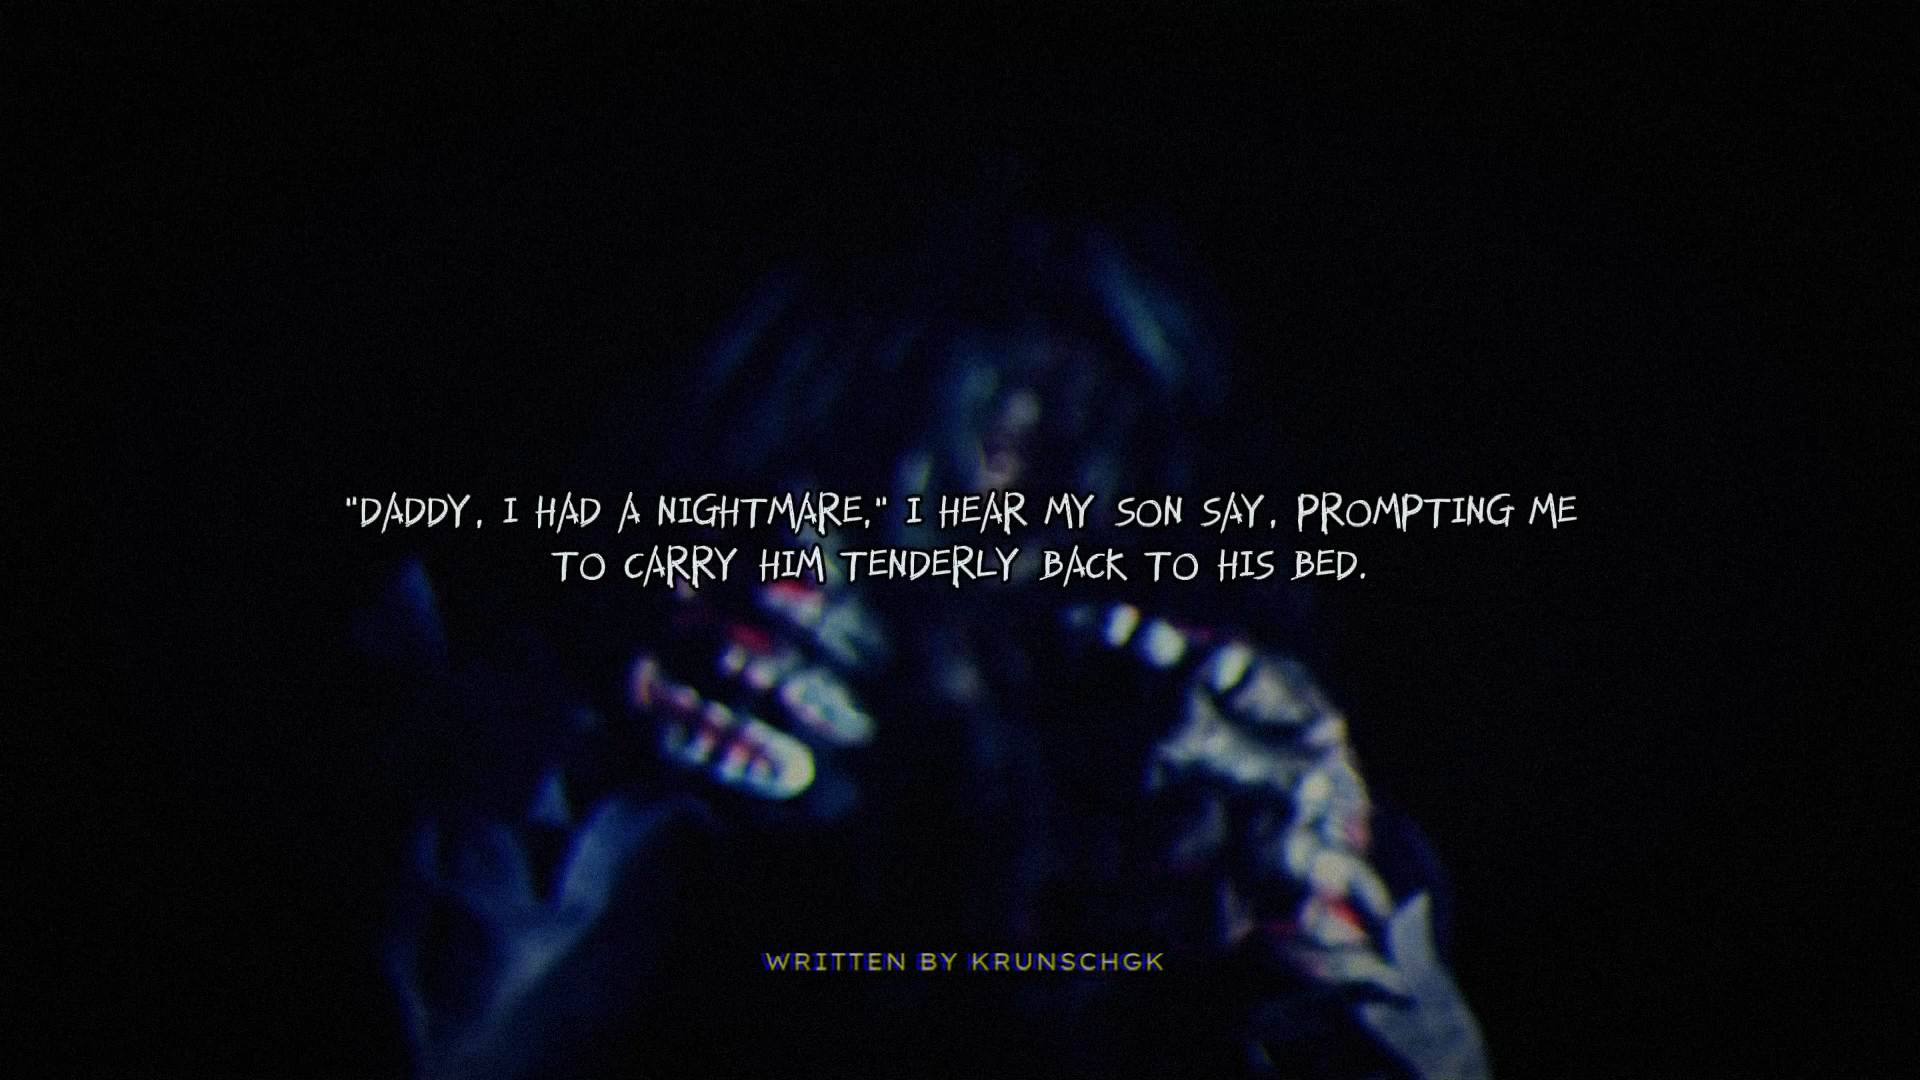 "DADDY, I HAD A NIGHTMARE," I HEAR MY SON SAY, PROMPTING ME
TO CARRY HIM TENDERLY BACK TO HIS BED.
WRITTEN BY KRUNSCHGK